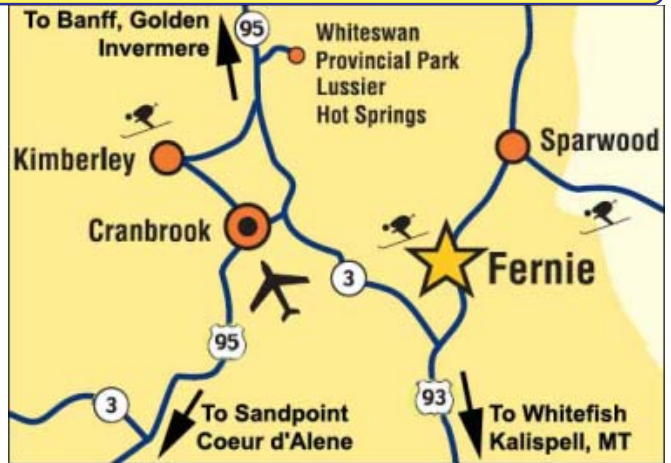 To Banff, Golden
Invermere
95
Whiteswan
Provincial Park
Lussier
Hot Springs
Kimberley
Sparwood
Cranbrook
Fernie
3
95
93
3
To Sandpoint
Coeur d'Alene
To Whitefish
Kalispell, MT